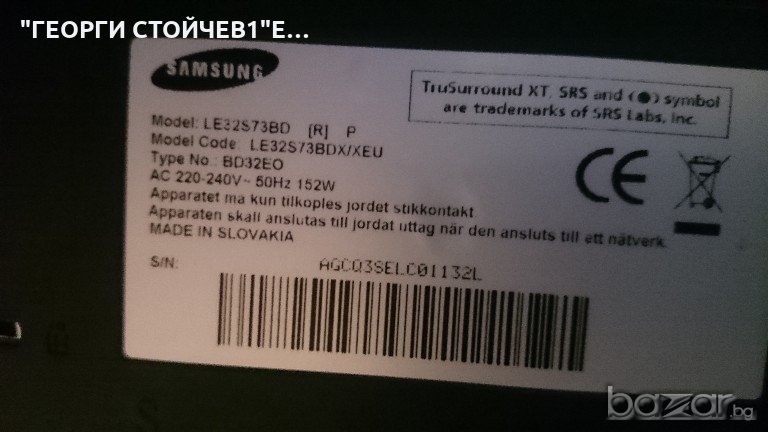 "ГЕОРГИ СТОЙЧЕВ1"Е...
SAMSUNG
TruSurround XT, SRS and (●) symbol
are trademarks of SRS Labs, Inc.
Model: LE32S73BD [R] P
Model Code: LE32S73BDX/XEU
Type No.: BD32EO
AC 220-240V~ 50Hz 152W
Apparatet ma kun tilkoples jordet stikkontakt
Apparaten skall anslutas till jordat uttag när den ansluts till ett nätverk
MADE IN SLOVAKIA
CE
S/N: AGCQ3SELC01132L
bazar.bg